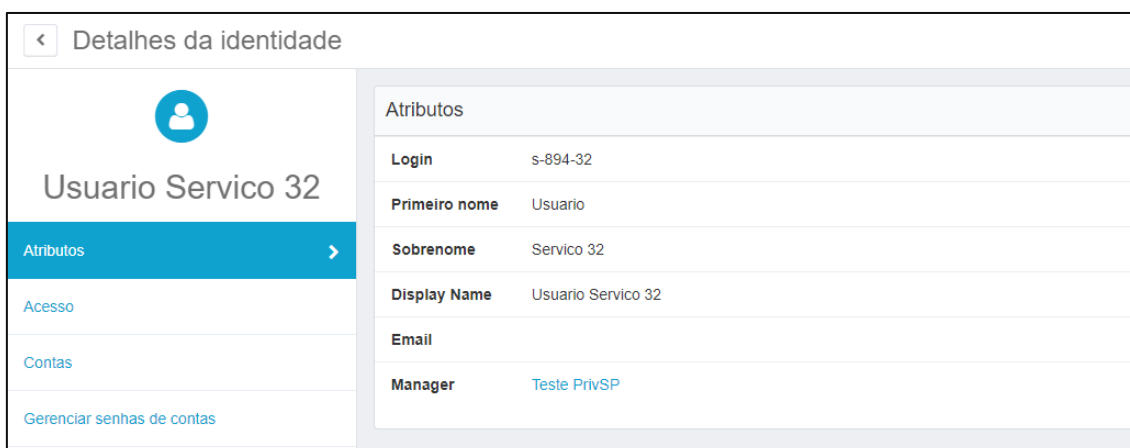 Detalhes da identidade
Usuario Servico 32
Atributos
Acesso
Contas
Gerenciar senhas de contas
Atributos
Login s-894-32
Primeiro nome Usuario
Sobrenome Servico 32
Display Name Usuario Servico 32
Email
Manager Teste PrivSP